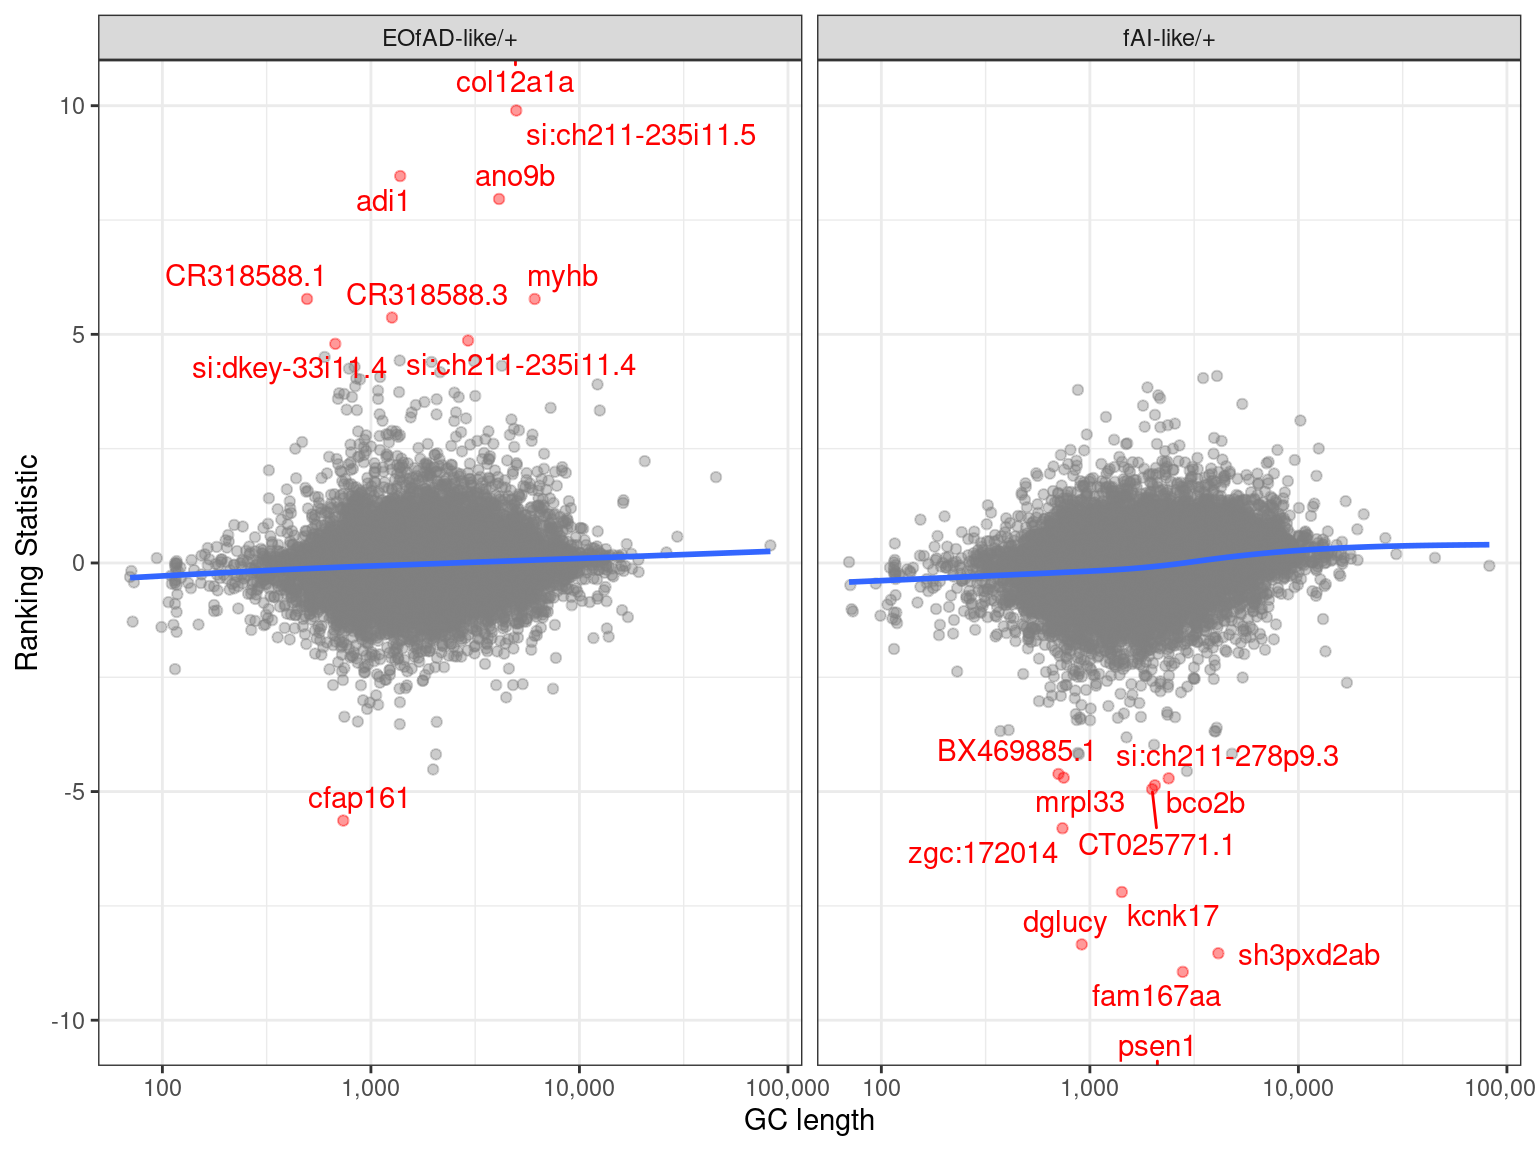 EOfAD-like/+
fAI-like/+
col12a1a
si:ch211-235i11.5
ano9b
adi1
CR318588.1
myhb
CR318588.3
si:dkey-33i11.4
si:ch211-235i11.4
cfap161
BX469885.1
si:ch211-278p9.3
mrpl33
bco2b
CT025771.1
zgc:172014
kcnk17
dglucy
sh3pxd2ab
fam167aa
psen1
10
5
0
-5
-10
Ranking Statistic
100
1,000
10,000
100,000
100
1,000
10,000
100,00
GC length